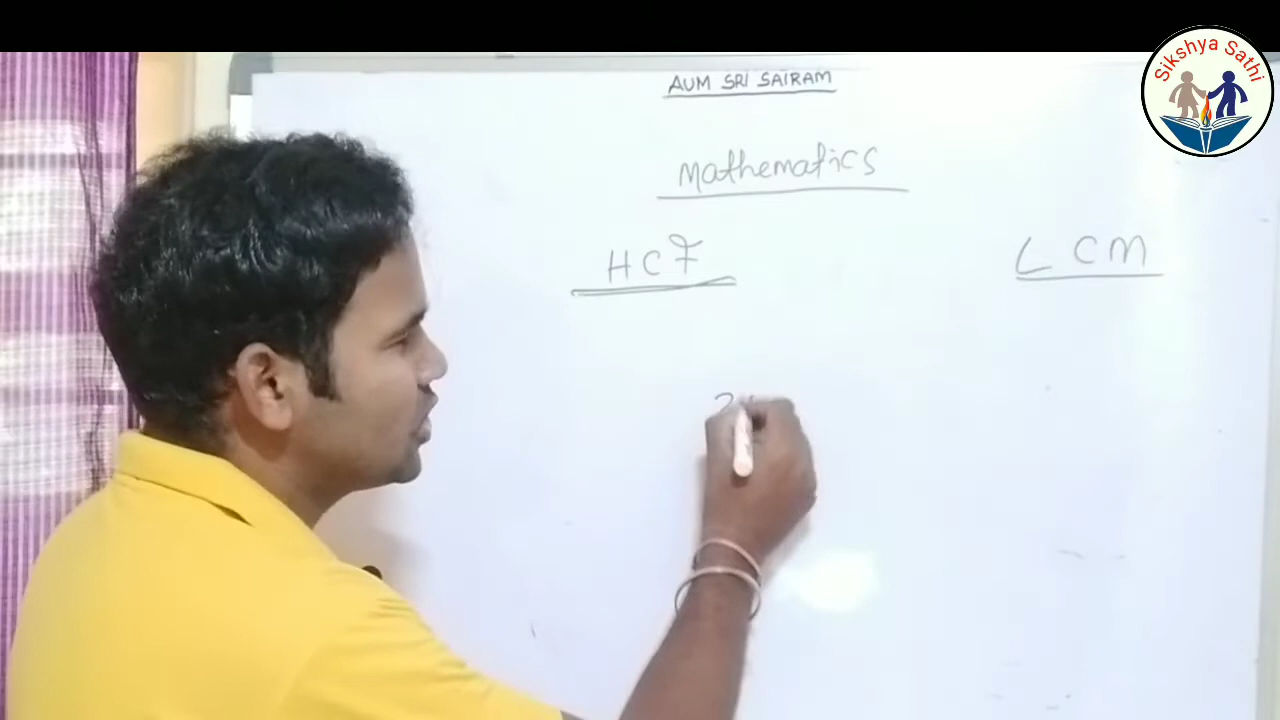 Sikshya Sathi
AUM SRI SAIRAM
Mathematics
HCF
LCM